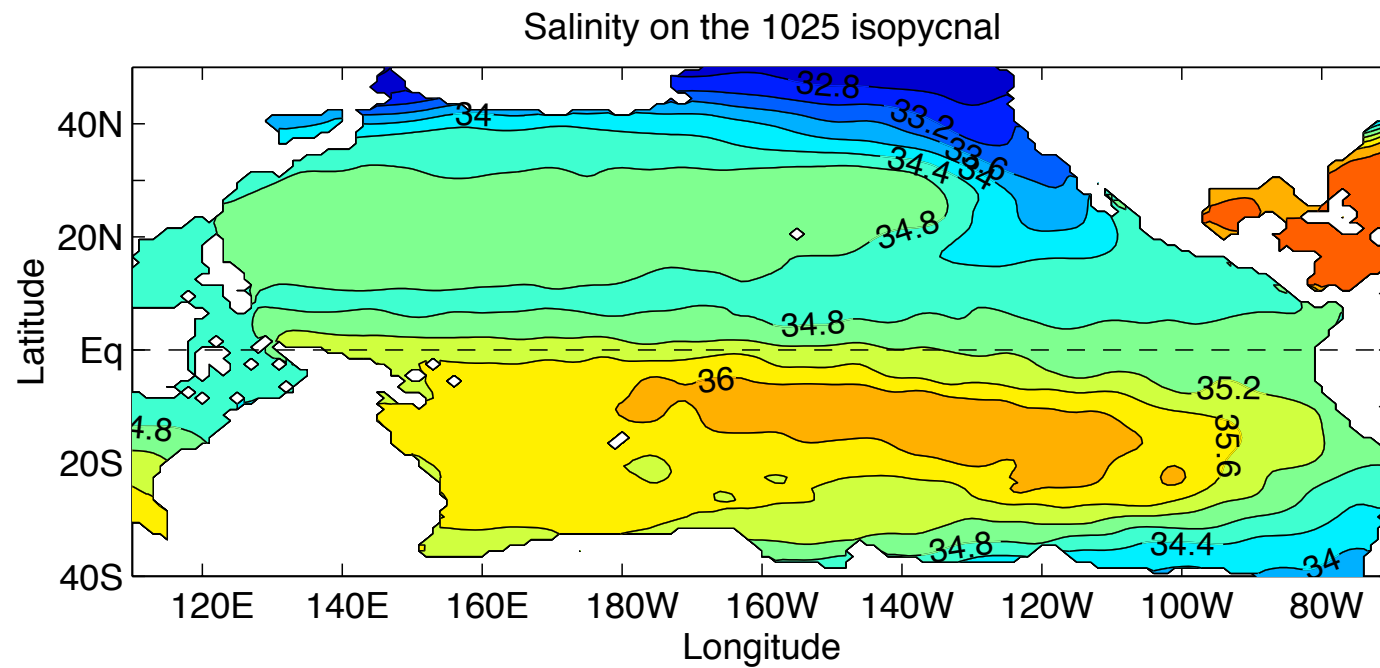 Salinity on the 1025 isopycnal
32.8
34
33.2
33.6
34.4
34
34.8
34.8
36
35.2
35.6
4.8
34.8
34.4
34
40N
20N
Eq
20S
40S
Latitude
120E 140E 160E 180W 160W 140W 120W 100W 80W
Longitude